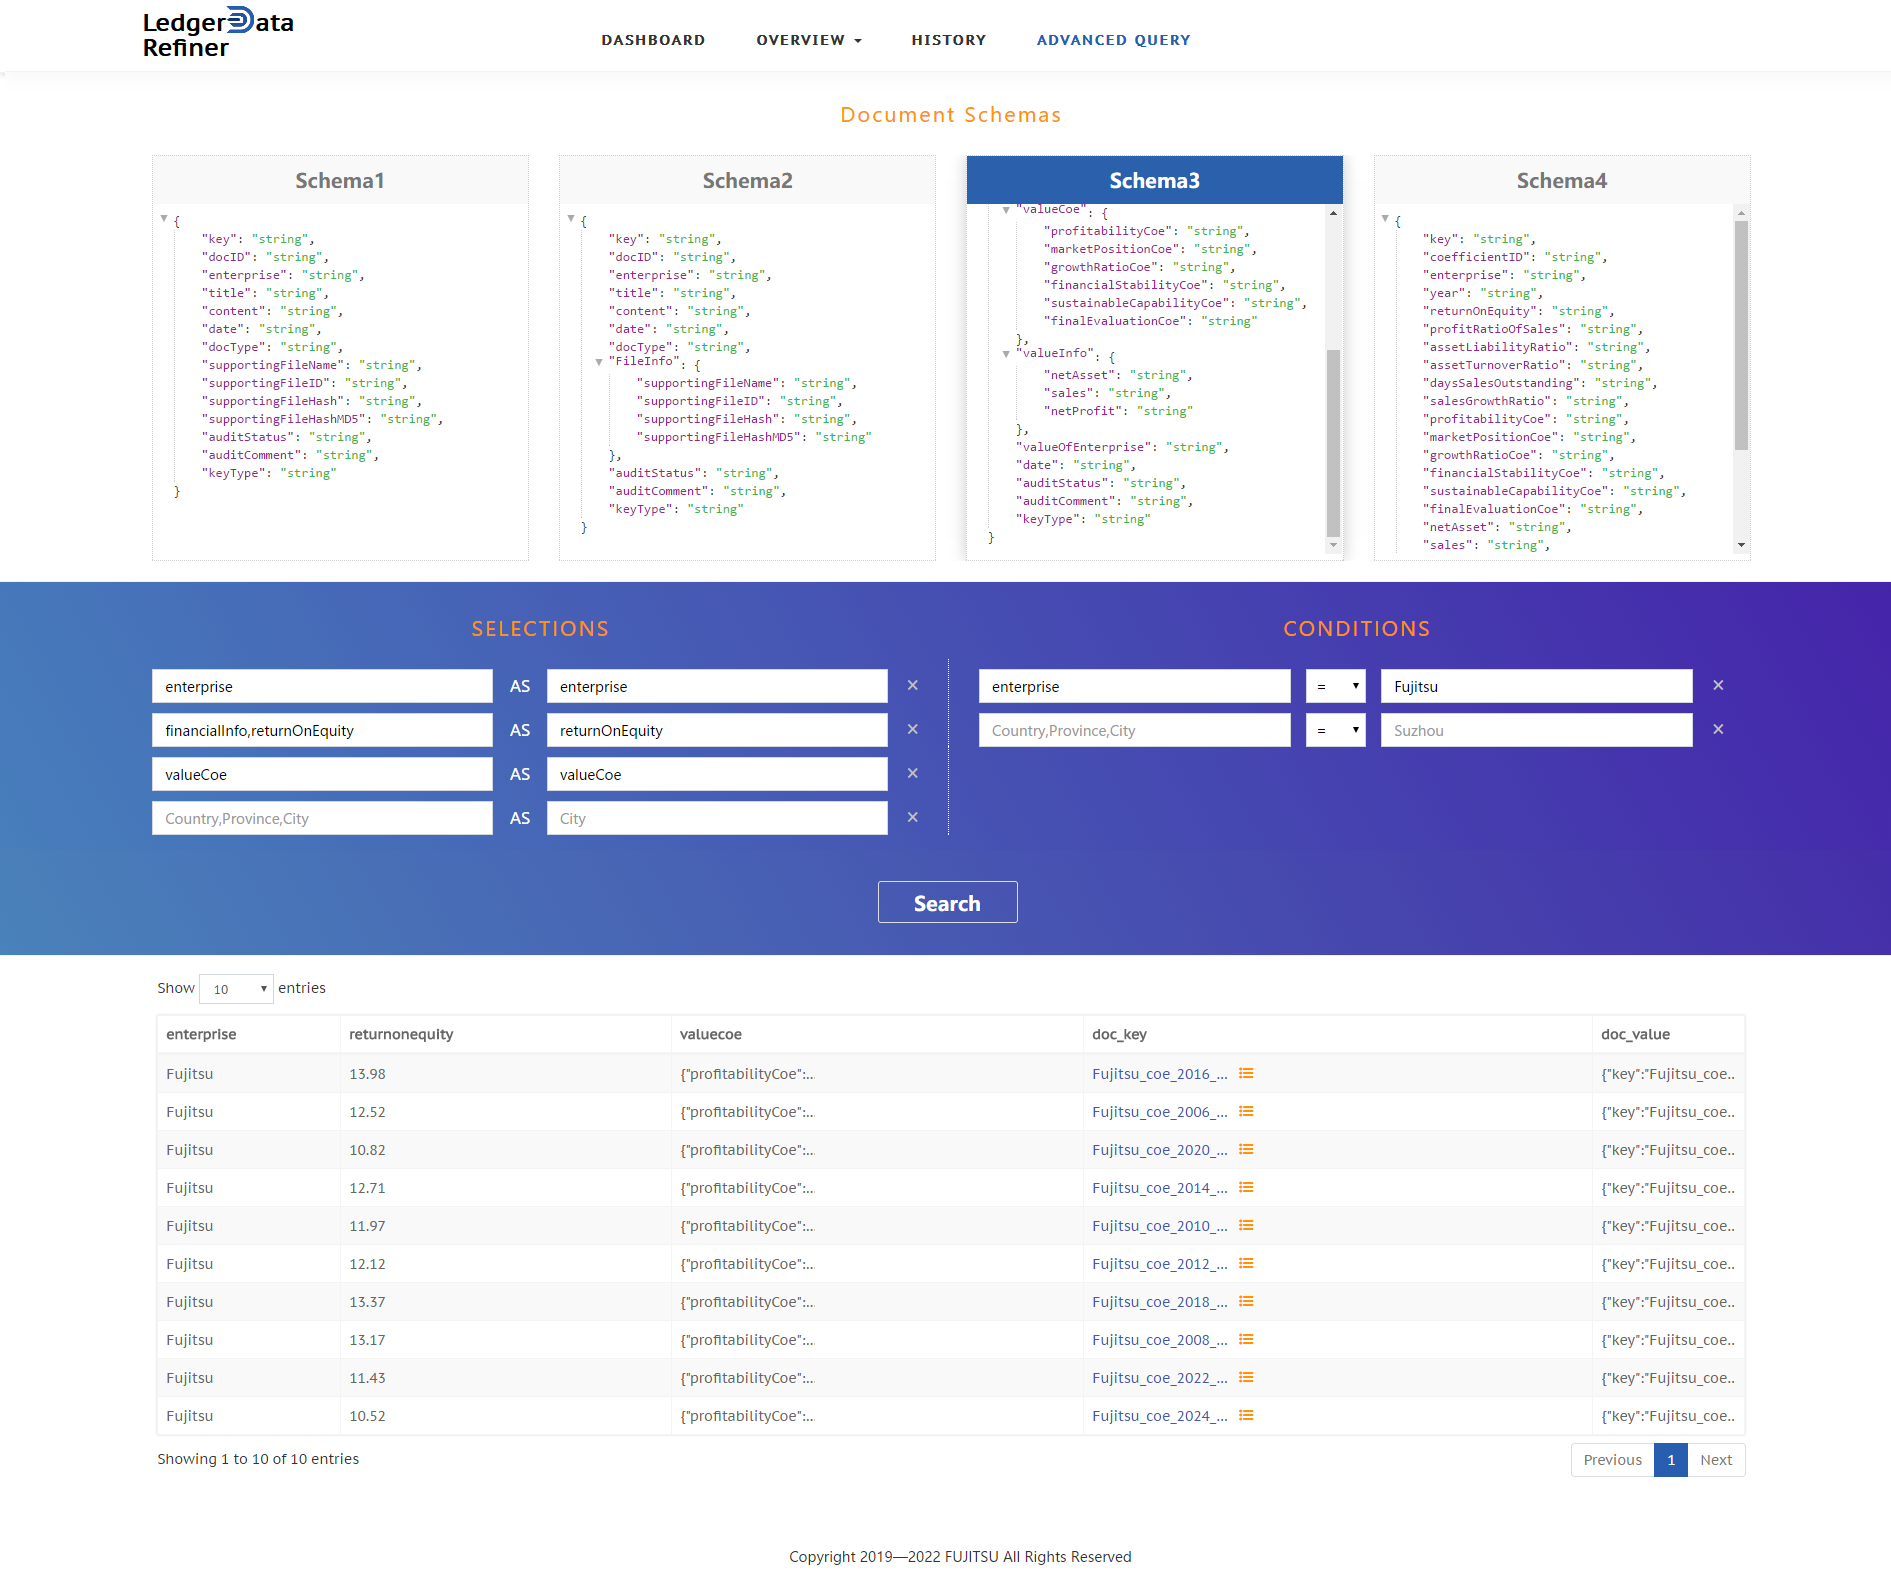 LedgerData
Refiner
DASHBOARD OVERVIEW HISTORY ADVANCED QUERY
Document Schemas
Schema1
{
"key": "string",
"docID": "string",
"enterprise": "string",
"title": "string",
"content": "string",
"date": "string",
"docType": "string",
"supportingFileName": "string",
"supportingFileID": "string",
"supportingFileHash": "string",
"supportingFileHashMD5": "string",
"auditStatus": "string",
"auditComment": "string",
"keyType": "string"
}
Schema2
{
"key": "string",
"docID": "string",
"enterprise": "string",
"title": "string",
"content": "string",
"date": "string",
"docType": "string",
"FileInfo": {
"supportingFileName": "string",
"supportingFileID": "string",
"supportingFileHash": "string",
"supportingFileHashMD5": "string"
},
"auditStatus": "string",
"auditComment": "string",
"keyType": "string"
}
Schema3
"valueCoe": {
"profitabilityCoe": "string",
"marketPositionCoe": "string",
"growthRatioCoe": "string",
"financialStabilityCoe": "string",
"sustainableCapabilityCoe": "string",
"finalEvaluationCoe": "string"
},
"valueInfo": {
"netAsset": "string",
"sales": "string",
"netProfit": "string"
},
"valueOfEnterprise": "string",
"date": "string",
"auditStatus": "string",
"auditComment": "string",
"keyType": "string"
}
Schema4
{
"key": "string",
"coefficientID": "string",
"enterprise": "string",
"year": "string",
"returnOnEquity": "string",
"profitRatioOfSales": "string",
"assetLiabilityRatio": "string",
"assetTurnoverRatio": "string",
"daysSalesOutstanding": "string",
"salesGrowthRatio": "string",
"profitabilityCoe": "string",
"marketPositionCoe": "string",
"growthRatioCoe": "string",
"financialStabilityCoe": "string",
"sustainableCapabilityCoe": "string",
"finalEvaluationCoe": "string",
"netAsset": "string",
"sales": "string",
SELECTIONS
enterprise AS enterprise ×
financialInfo,returnOnEquity AS returnOnEquity ×
valueCoe AS valueCoe ×
Country,Province,City AS City ×
CONDITIONS
enterprise = Fujitsu ×
Country,Province,City = Suzhou ×
Search
Show 10 entries
enterprise returnonequity valuecoe doc_key doc_value
Fujitsu 13.98 {"profitabilityCoe":... Fujitsu_coe_2016_... {"key":"Fujitsu_coe..
Fujitsu 12.52 {"profitabilityCoe":... Fujitsu_coe_2006_... {"key":"Fujitsu_coe..
Fujitsu 10.82 {"profitabilityCoe":... Fujitsu_coe_2020_... {"key":"Fujitsu_coe..
Fujitsu 12.71 {"profitabilityCoe":... Fujitsu_coe_2014_... {"key":"Fujitsu_coe..
Fujitsu 11.97 {"profitabilityCoe":... Fujitsu_coe_2010_... {"key":"Fujitsu_coe..
Fujitsu 12.12 {"profitabilityCoe":... Fujitsu_coe_2012_... {"key":"Fujitsu_coe..
Fujitsu 13.37 {"profitabilityCoe":... Fujitsu_coe_2018_... {"key":"Fujitsu_coe..
Fujitsu 13.17 {"profitabilityCoe":... Fujitsu_coe_2008_... {"key":"Fujitsu_coe..
Fujitsu 11.43 {"profitabilityCoe":... Fujitsu_coe_2022_... {"key":"Fujitsu_coe..
Fujitsu 10.52 {"profitabilityCoe":... Fujitsu_coe_2024_... {"key":"Fujitsu_coe..
Showing 1 to 10 of 10 entries
Previous 1 Next
Copyright 2019—2022 FUJITSU All Rights Reserved